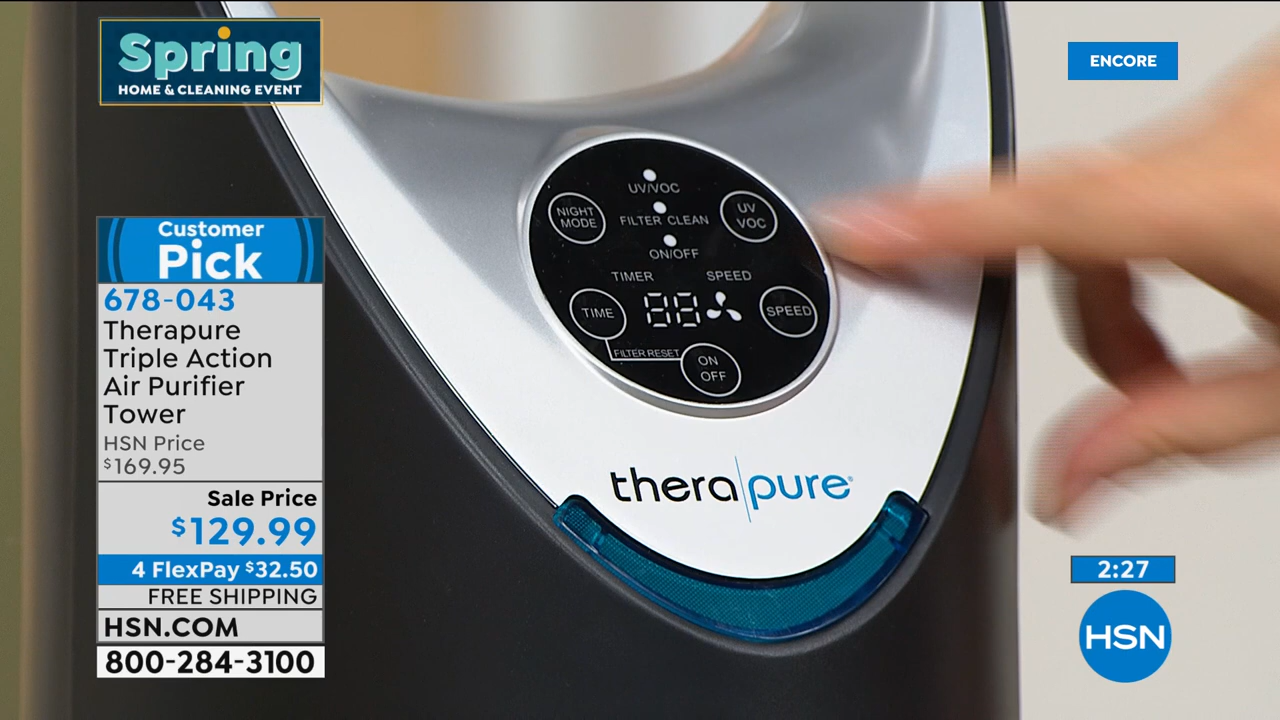 Spring
HOME & CLEANING EVENT
ENCORE
Customer
Pick
678-043
Therapure
Triple Action
Air Purifier
Tower
HSN Price
$169.95
Sale Price
$129.99
4 FlexPay $32.50
FREE SHIPPING
HSN.COM
800-284-3100
UV/VOC
NIGHT
MODE
FILTER CLEAN
UV
VOC
ON/OFF
TIMER
SPEED
TIME
88
SPEED
FILTER RESET
ON
OFF
therapure®
2:27
HSN